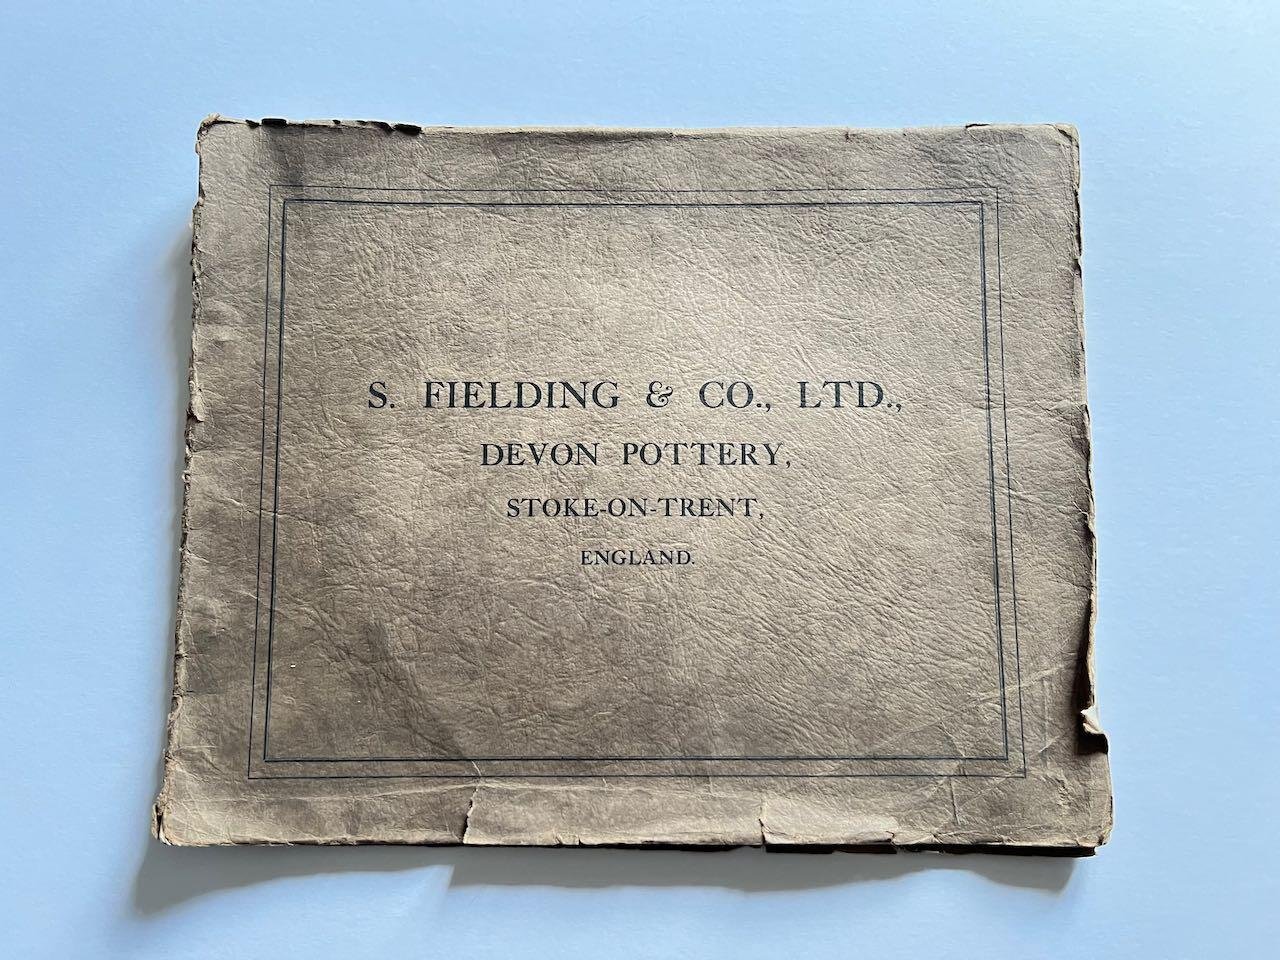 S. FIELDING & CO., LTD.,
DEVON POTTERY,
STOKE-ON-TRENT,
ENGLAND.